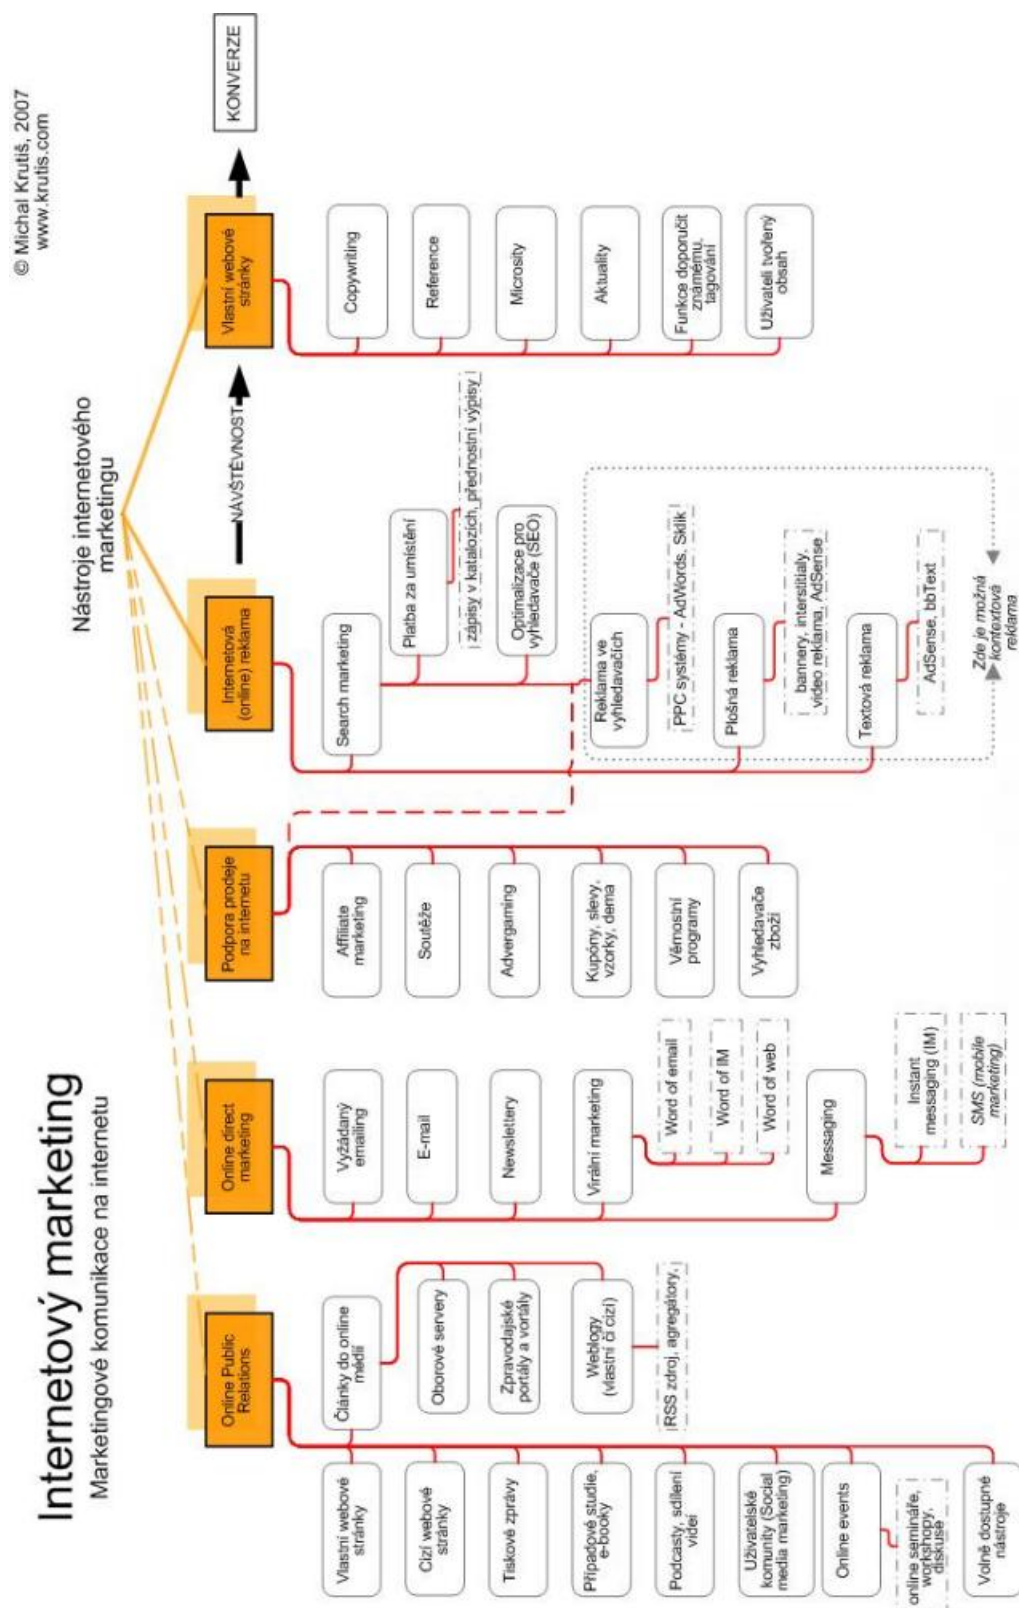 Internetový marketing
Marketingové komunikace na internetu
© Michal Krutiš, 2007
www.krutis.com
Nástroje internetového
marketingu
Online Public
Relations
Vlastní webové
stránky
Cizí webové
stránky
Tiskové zprávy
Případové studie,
e-booky
Podcasty, sdílení
videí
Uživatelské
komunity (Social
media marketing)
Online events
online semináře,
workshopy,
diskuse
Volně dostupné
nástroje
Články do online
médií
Oborové servery
Zpravodajské
portály a vortály
Weblogy
(vlastní či cizí)
RSS zdroj, agregátory,
Online direct
marketing
Vyžádaný
emailing
E-mail
Newslettery
Virální marketing
Word of email
Word of IM
Word of web
Messaging
Instant
messaging (IM)
SMS (mobile
marketing)
Podpora prodeje
na internetu
Affiliate
marketing
Soutěže
Advergaming
Kupóny, slevy,
vzorky, dema
Věrnostní
programy
Vyhledavače
zboží
Internetová
(online) reklama
Search marketing
Platba za umístění
zápisy v katalozích, přednostní výpisy
Optimalizace pro
vyhledavače (SEO)
Reklama ve
vyhledavačích
PPC systémy - AdWords, Sklik
Plošná reklama
bannery, interstitialy,
video reklama, AdSense
Textová reklama
AdSense, bbText
Zde je možná
kontextová
reklama
NÁVŠTĚVNOST
Vlastní webové
stránky
Copywriting
Reference
Microsity
Aktuality
Funkce doporučit
známému,
tagování
Uživateli tvořený
obsah
KONVERZE